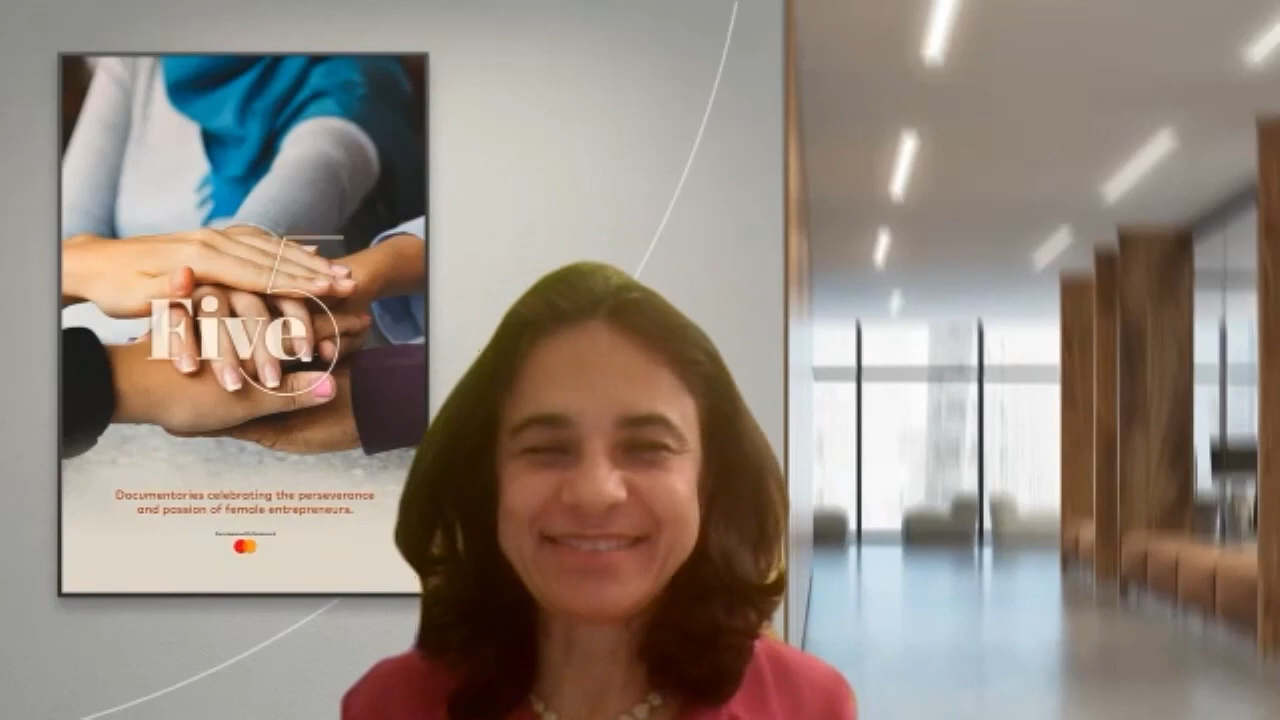 Five
Documentaries celebrating the perseverance
and passion of female entrepreneurs.